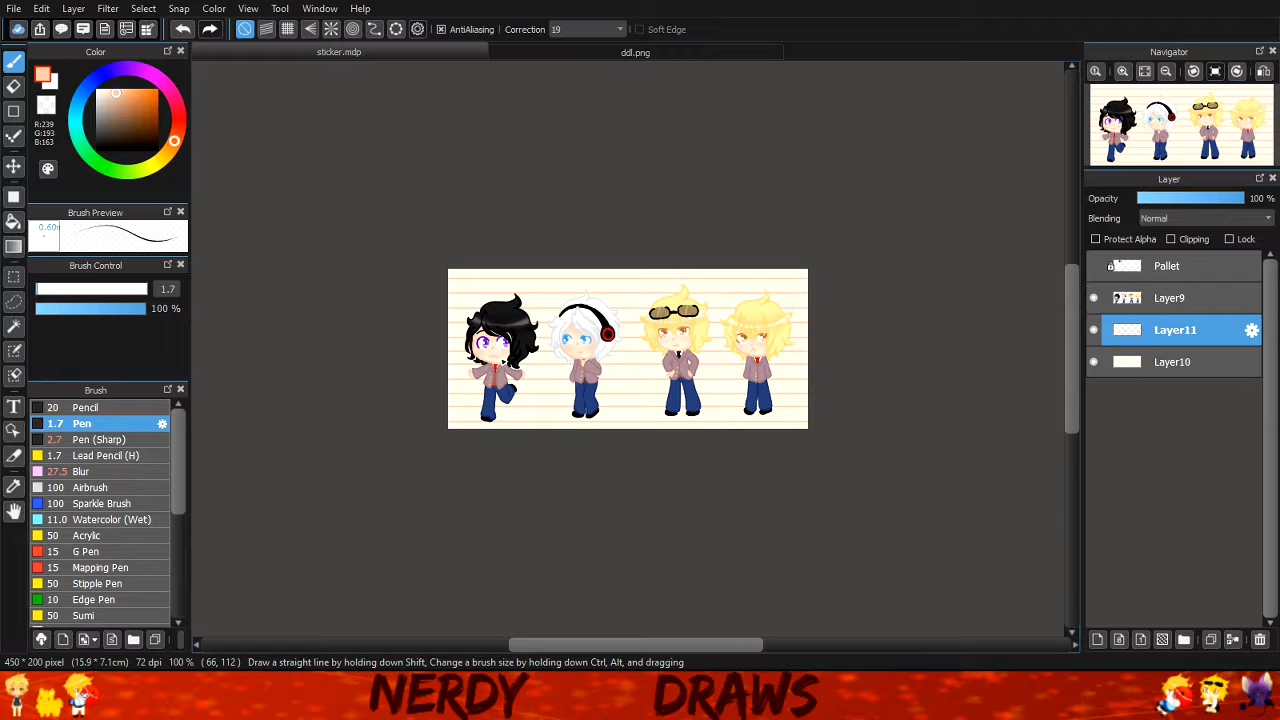 File Edit Layer Filter Select Snap Color View Tool Window Help
AntiAliasing Correction 19 Soft Edge
Color sticker.mdp ddl.png Navigator
R:239
G:193
B:163
Brush Preview
0.60
Brush Control
1.7
100 %
Layer
Opacity 100 %
Blending Normal
Protect Alpha Clipping Lock
Pallet
Layer9
Layer11
Layer10
Brush
20 Pencil
1.7 Pen
2.7 Pen (Sharp)
1.7 Lead Pencil (H)
27.5 Blur
100 Airbrush
100 Sparkle Brush
11.0 Watercolor (Wet)
50 Acrylic
15 G Pen
15 Mapping Pen
50 Stipple Pen
10 Edge Pen
50 Sumi
450 * 200 pixel (15.9 * 7.1cm) 72 dpi 100 % ( 66, 112 ) Draw a straight line by holding down Shift, Change a brush size by holding down Ctrl, Alt, and dragging
NERDY DRAWS